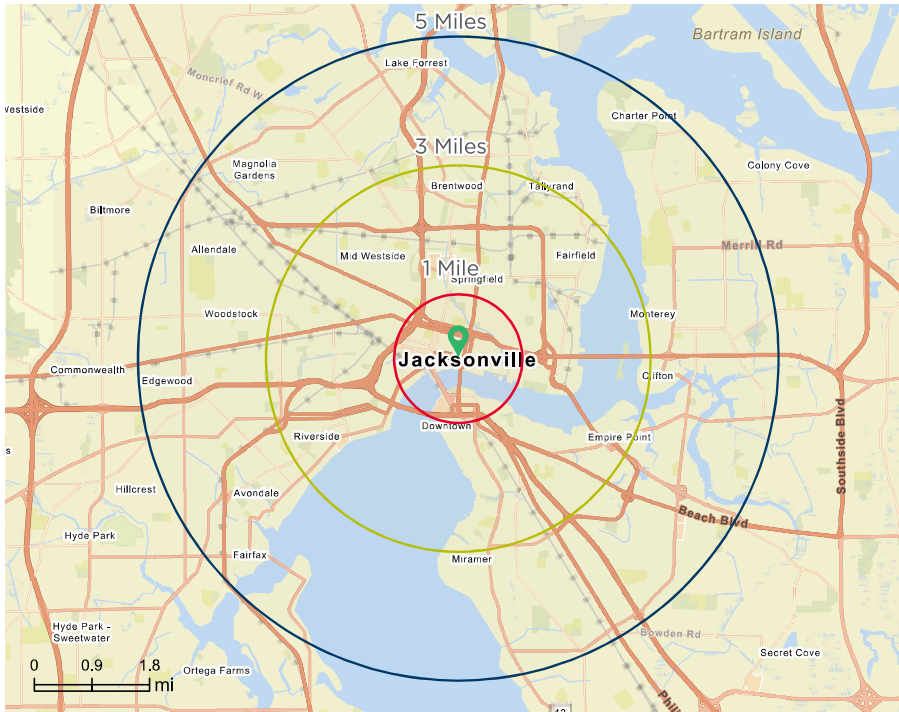 5 Miles
Bartram Island
Lake Forrest
Moncrief Rd W
Westside
Charter Point
3 Miles
Magnolia
Gardens
Colony Cove
Brentwood
Tallyrand
Biltmore
Merrill Rd
Allendale
Mid Westside
Fairfield
1 Mile
Springfield
Woodstock
Monterey
Jacksonville
Commonwealth
Edgewood
Clifton
Southside Blvd
Downtown
Riverside
Empire Point
s
Hillcrest
Avondale
Beach Blvd
Hyde Park
Fairfax
Miramer
Hyde Park -
Sweetwater
Bowden Rd
Secret Cove
0 0.9 1.8
mi
Ortega Farms
Phili